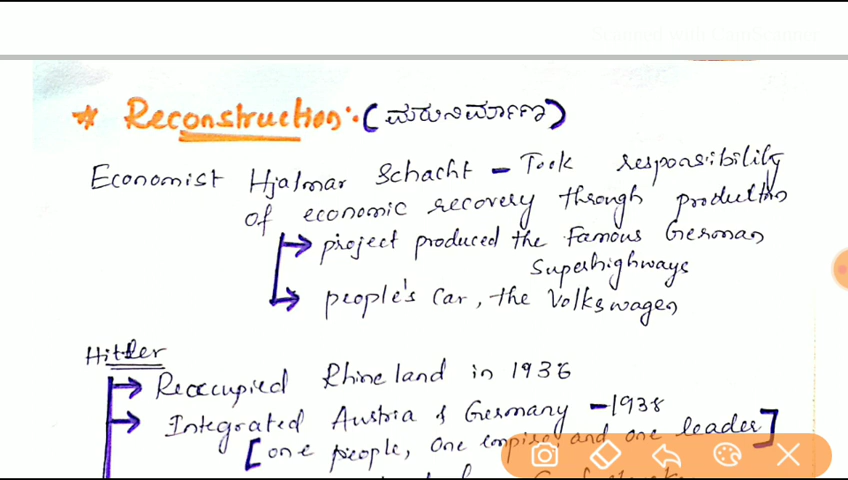 * Reconstruction:- (ಮರುನಿರ್ಮಾಣ)
Economist Hjalmar Schacht - Took responsibility
of economic recovery through production
→ project produced the famous German
Superhighways
→ people's Car, the Volkswagen
Hitler
→ Reoccupied Rhineland in 1936
→ Integrated Austria & Germany - 1938
[one people, One empire, and one leader]